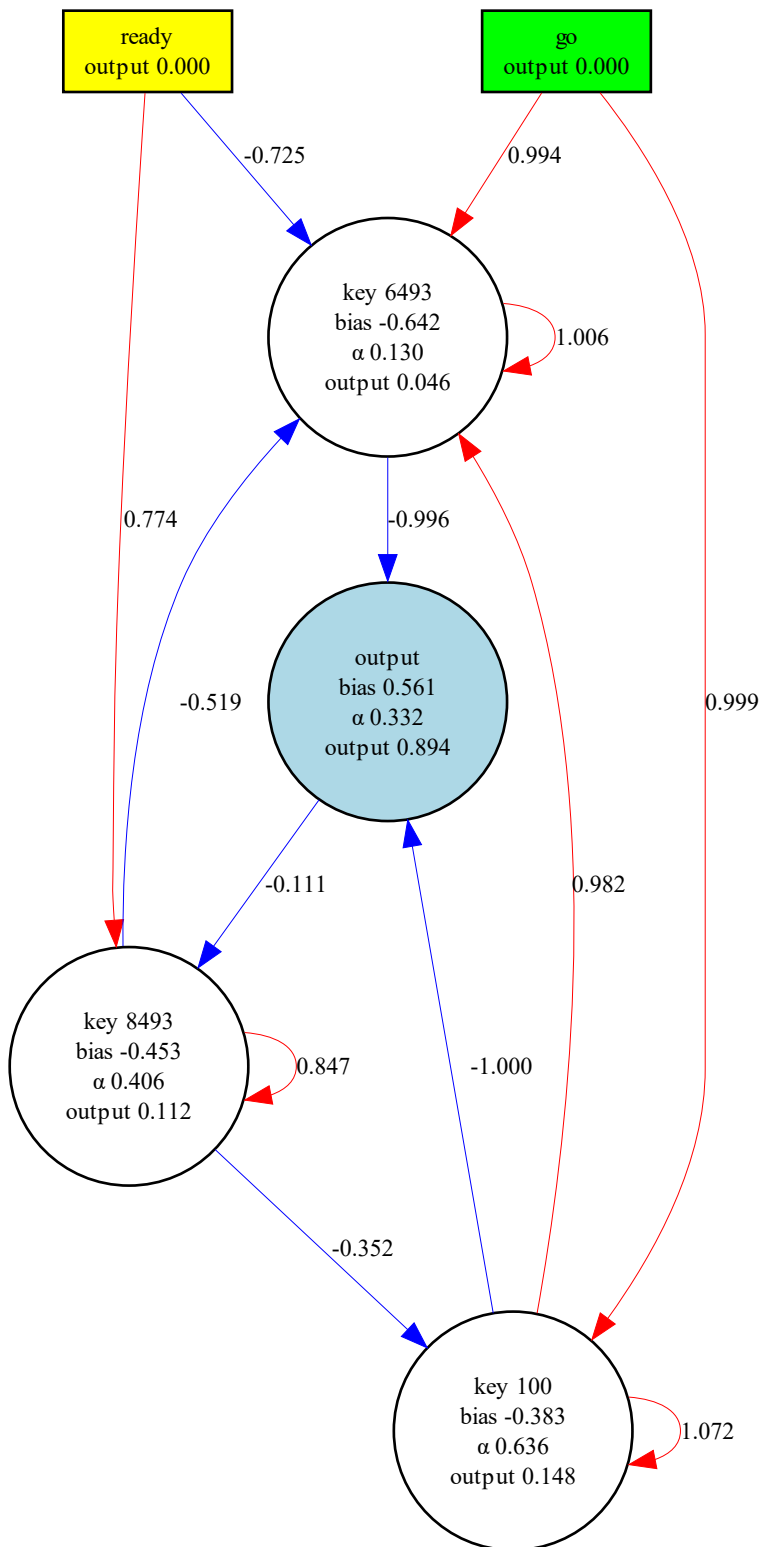 ready
output 0.000
go
output 0.000
-0.725
0.994
key 6493
bias -0.642
α 0.130
output 0.046
1.006
0.774
-0.996
-0.519
output
bias 0.561
α 0.332
output 0.894
0.999
-0.111
0.982
key 8493
bias -0.453
α 0.406
output 0.112
0.847
-1.000
-0.352
key 100
bias -0.383
α 0.636
output 0.148
1.072